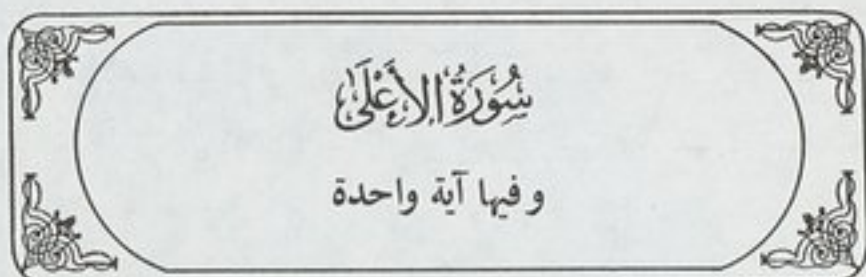 سُورَةُ الأَعْلَىٰ
وفيها آية واحدة